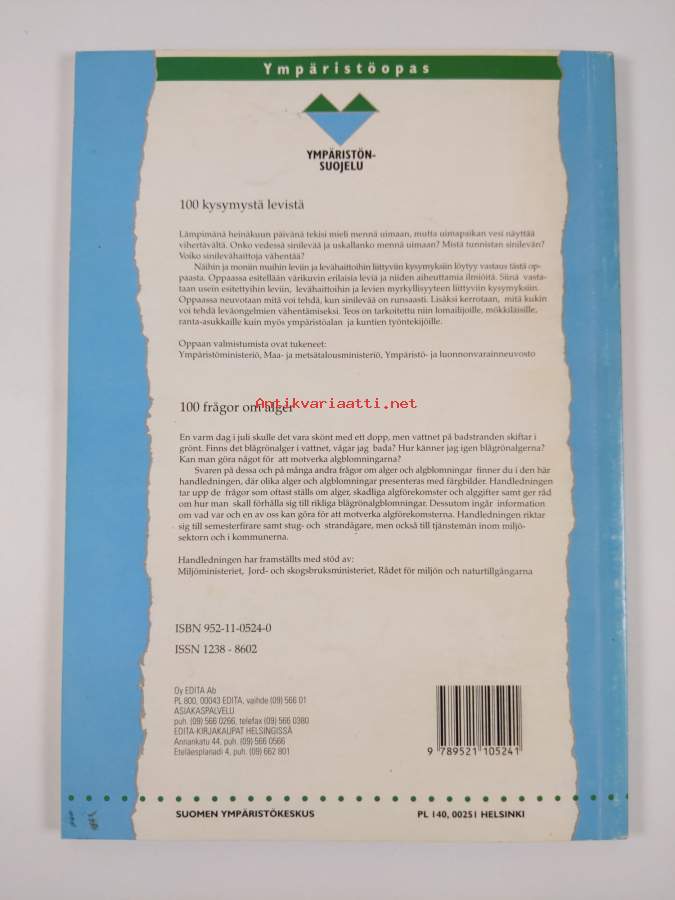 Ympäristöopas
YMPÄRISTÖN-
SUOJELU
100 kysymystä levistä
Lämpimänä heinäkuun päivänä tekisi mieli mennä uimaan, mutta uimapaikan vesi näyttää
vihertävältä. Onko vedessä sinilevää ja uskallanko mennä uimaan? Mistä tunnistan sinilevän?
Voiko sinilevähaittoja vähentää?
Näihin ja moniin muihin leviin ja levähaittoihin liittyviin kysymyksiin löytyy vastaus tästä op-
paasta. Oppaassa esitellään värikuvin erilaisia leviä ja niiden aiheuttamia ilmiöitä. Siinä vasta-
taan usein esitettyihin leviin, levähaittoihin ja levien myrkyllisyyteen liittyviin kysymyksiin.
Oppaassa neuvotaan mitä voi tehdä, kun sinilevää on runsaasti. Lisäksi kerrotaan, mitä kukin
voi tehdä leväongelmien vähentämiseksi. Teos on tarkoitettu niin lomailijoille, mökkiläisille,
ranta-asukkaille kuin myös ympäristöalan ja kuntien työntekijöille.
Oppaan valmistumista ovat tukeneet:
Ympäristöministeriö, Maa- ja metsätalousministeriö, Ympäristö- ja luonnonvarainneuvosto
Antikvariaatti.net
100 frågor om alger
En varm dag i juli skulle det vara skönt med ett dopp, men vattnet på badstranden skiftar i
grönt. Finns det blågrönalger i vattnet, vågar jag bada? Hur känner jag igen blågrönalgerna?
Kan man göra något för att motverka algblomningarna?
Svaren på dessa och på många andra frågor om alger och algblomningar finner du i den här
handledningen, där olika alger och algblomningar presenteras med färgbilder. Handledningen
tar upp de frågor som oftast ställs om alger, skadliga algförekomster och alggifter samt ger råd
om hur man skall förhålla sig till rikliga blågrönalgblomningar. Dessutom ingår information
om vad var och en av oss kan göra för att motverka algförekomsterna. Handledningen riktar
sig till semesterfirare samt stug- och strandägare, men också till tjänstemän inom miljö-
sektorn och i kommunerna.
Handledningen har framställts med stöd av:
Miljöministeriet, Jord- och skogsbruksministeriet, Rådet för miljön och naturtillgångarna
ISBN 952-11-0524-0
ISSN 1238 - 8602
Oy EDITA Ab
PL 800, 00043 EDITA, vaihde (09) 566 01
ASIAKASPALVELU
puh. (09) 566 0266, telefax (09) 566 0380
EDITA-KIRJAKAUPAT HELSINGISSÄ
Annankatu 44, puh. (09) 566 0566
Eteläesplanadi 4, puh. (09) 662 801
9 789521 105241
SUOMEN YMPÄRISTÖKESKUS
PL 140, 00251 HELSINKI